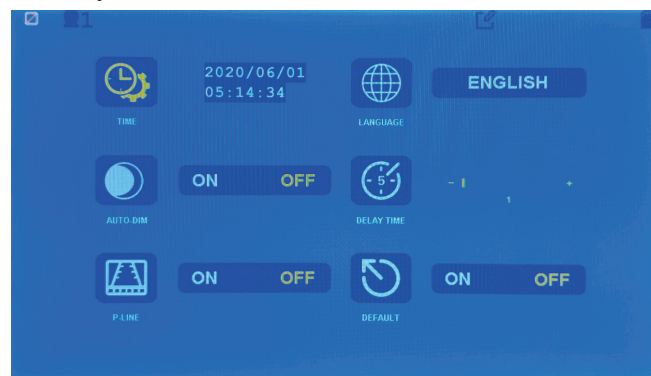 1
2020/06/01
05:14:34
ENGLISH
TIME
LANGUAGE
ON OFF
5
- +
1
AUTO-DIM
DELAY TIME
ON OFF
ON OFF
P-LINE
DEFAULT